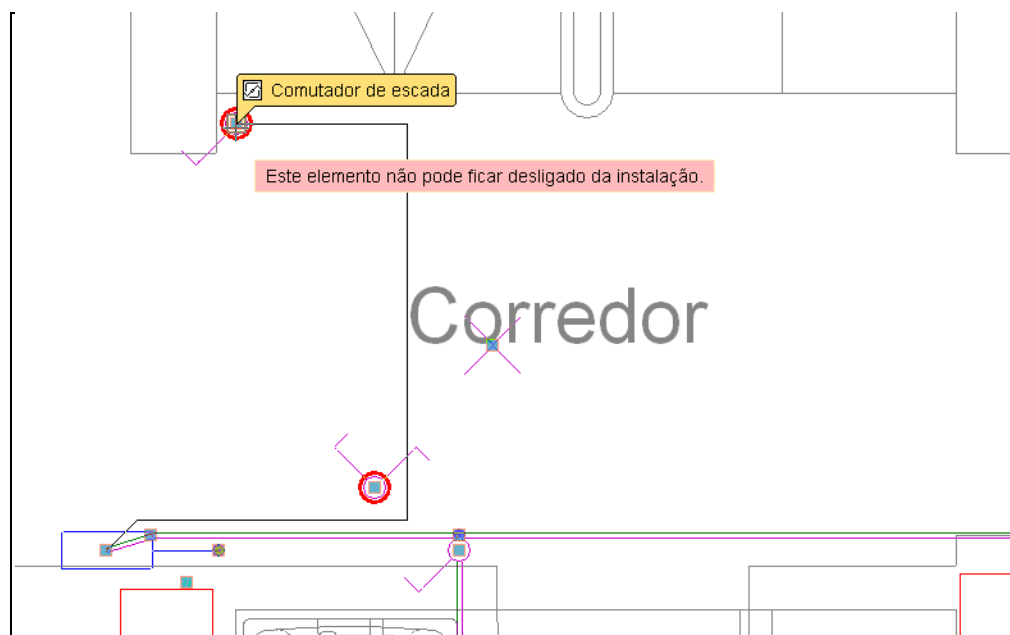 Comutador de escada
Este elemento não pode ficar desligado da instalação.
Corredor